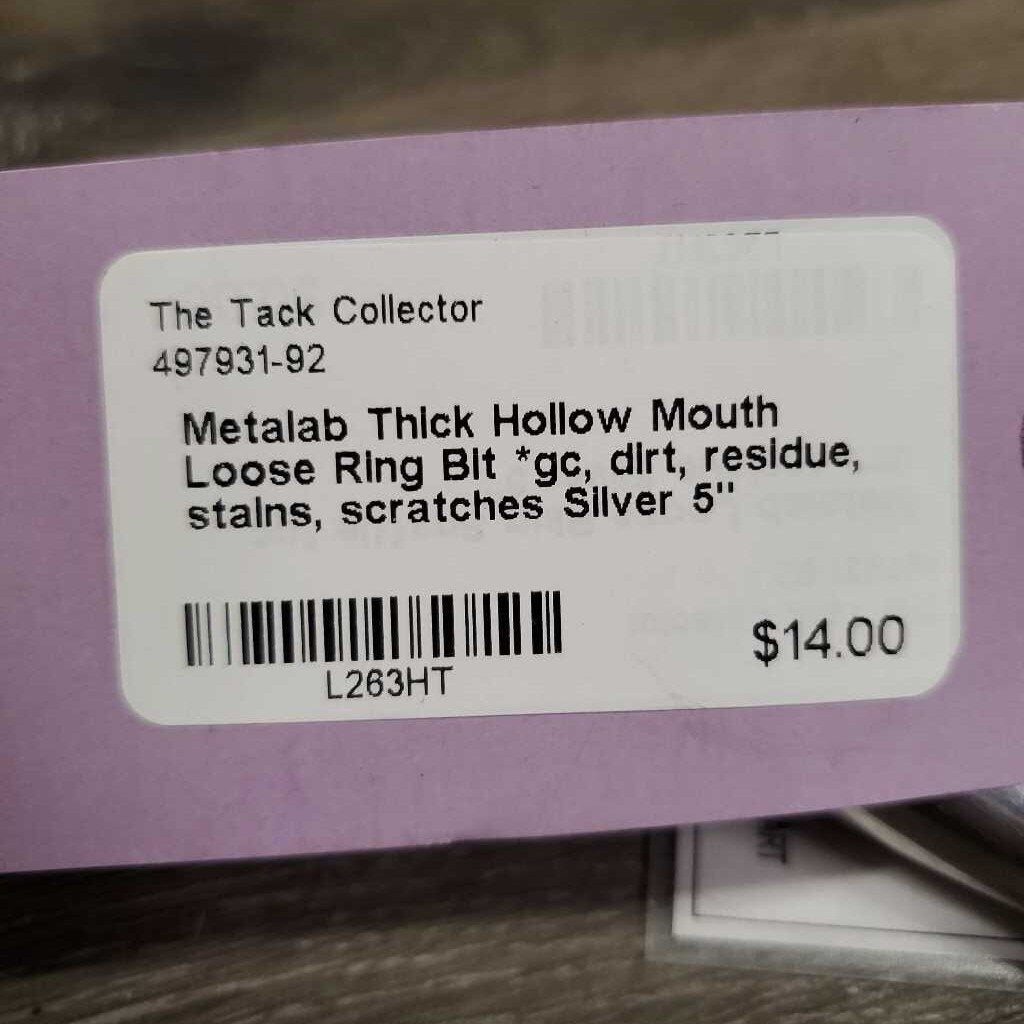 The Tack Collector
497931-92
Metalab Thick Hollow Mouth
Loose Ring Bit *gc, dirt, residue,
stains, scratches Silver 5"
L263HT
$14.00